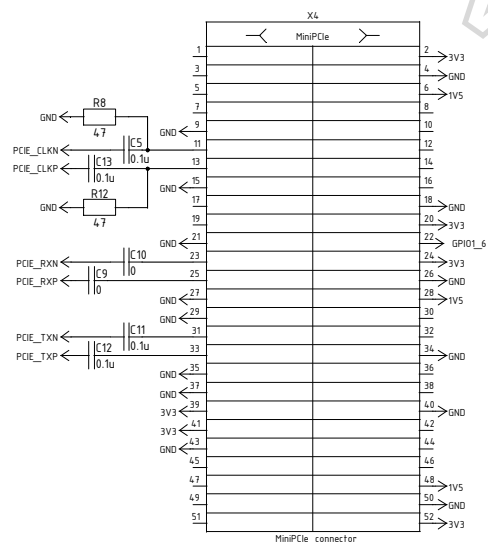 X4
MiniPCIe
1 2 3V3
3 4 GND
5 6 1V5
7 8
GND 9 10
11 12
13 14
GND 15 16
17 18 GND
19 20 3V3
GND 21 22 GPIO1_6
23 24 3V3
25 26 GND
GND 27 28 1V5
GND 29 30
31 32
33 34 GND
GND 35 36
GND 37 38
3V3 39 40 GND
3V3 41 42
GND 43 44
45 46
47 48 1V5
49 50 GND
51 52 3V3
MiniPCIe connector
R8
GND 47
PCIE_CLKN C5 0.1u
PCIE_CLKP C13 0.1u
R12
GND 47
PCIE_RXN C10 0
PCIE_RXP C9 0
PCIE_TXN C11 0.1u
PCIE_TXP C12 0.1u